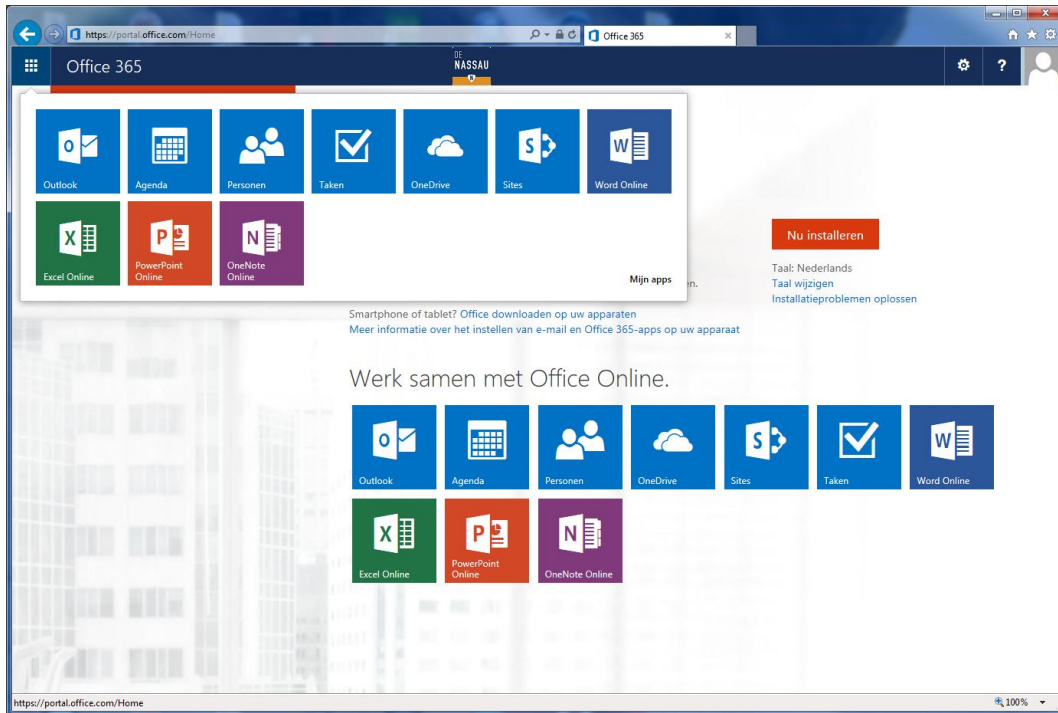 https://portal.office.com/Home
Office 365
Office 365
DE
NASSAU
?
Outlook
Agenda
Personen
Taken
OneDrive
Sites
Word Online
Excel Online
PowerPoint
Online
OneNote
Online
Mijn apps
en.
Nu installeren
Taal: Nederlands
Taal wijzigen
Installatieproblemen oplossen
Smartphone of tablet? Office downloaden op uw apparaten
Meer informatie over het instellen van e-mail en Office 365-apps op uw apparaat
Werk samen met Office Online.
Outlook
Agenda
Personen
OneDrive
Sites
Taken
Word Online
Excel Online
PowerPoint
Online
OneNote Online
https://portal.office.com/Home
100%